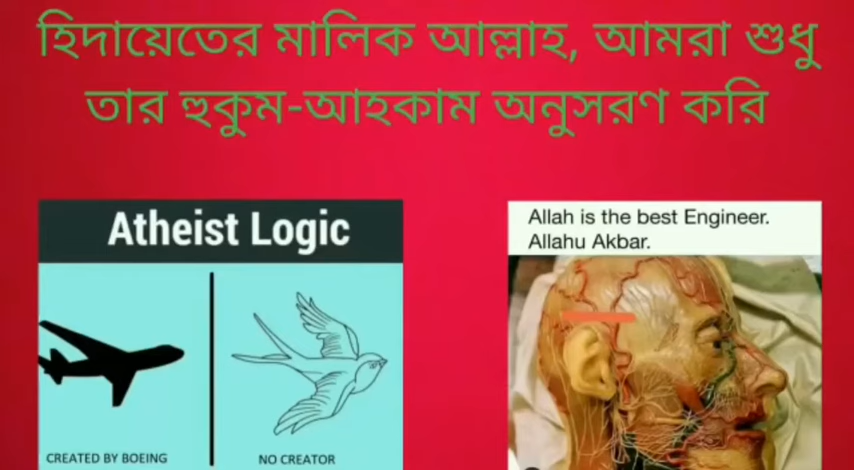 হিদায়েতের মালিক আল্লাহ, আমরা শুধু
তার হুকুম-আহকাম অনুসরণ করি
Atheist Logic
CREATED BY BOEING
NO CREATOR
Allah is the best Engineer.
Allahu Akbar.